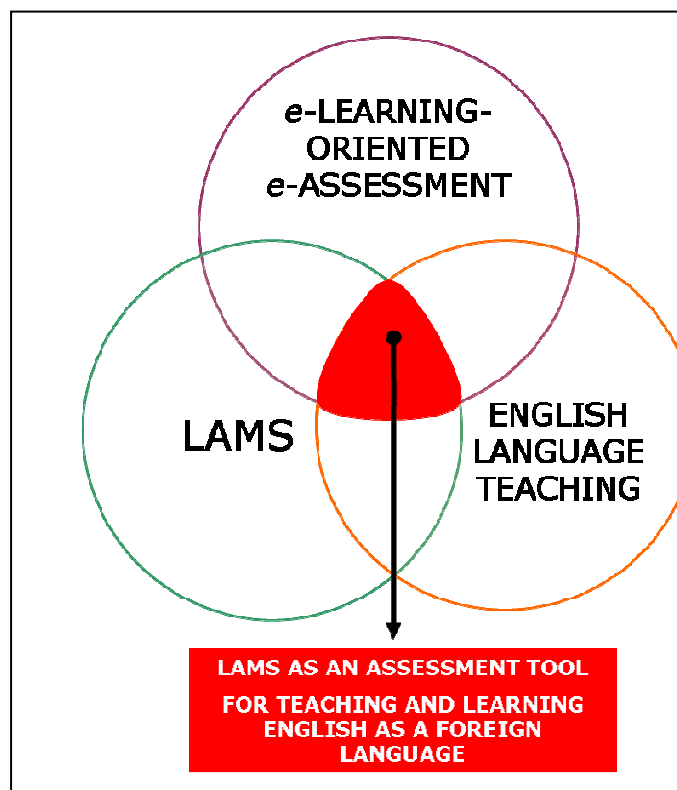 e-LEARNING-
ORIENTED
e-ASSESSMENT
LAMS
ENGLISH
LANGUAGE
TEACHING
LAMS AS AN ASSESSMENT TOOL
FOR TEACHING AND LEARNING
ENGLISH AS A FOREIGN
LANGUAGE